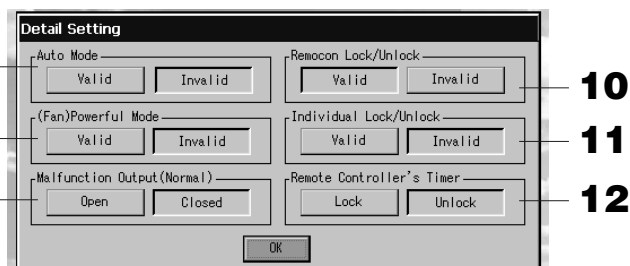 Detail Setting
Auto Mode
Valid Invalid
Remocon Lock/Unlock
Valid Invalid
10
(Fan)Powerful Mode
Valid Invalid
Individual Lock/Unlock
Valid Invalid
11
Malfunction Output(Normal)
Open Closed
Remote Controller's Timer
Lock Unlock
12
OK